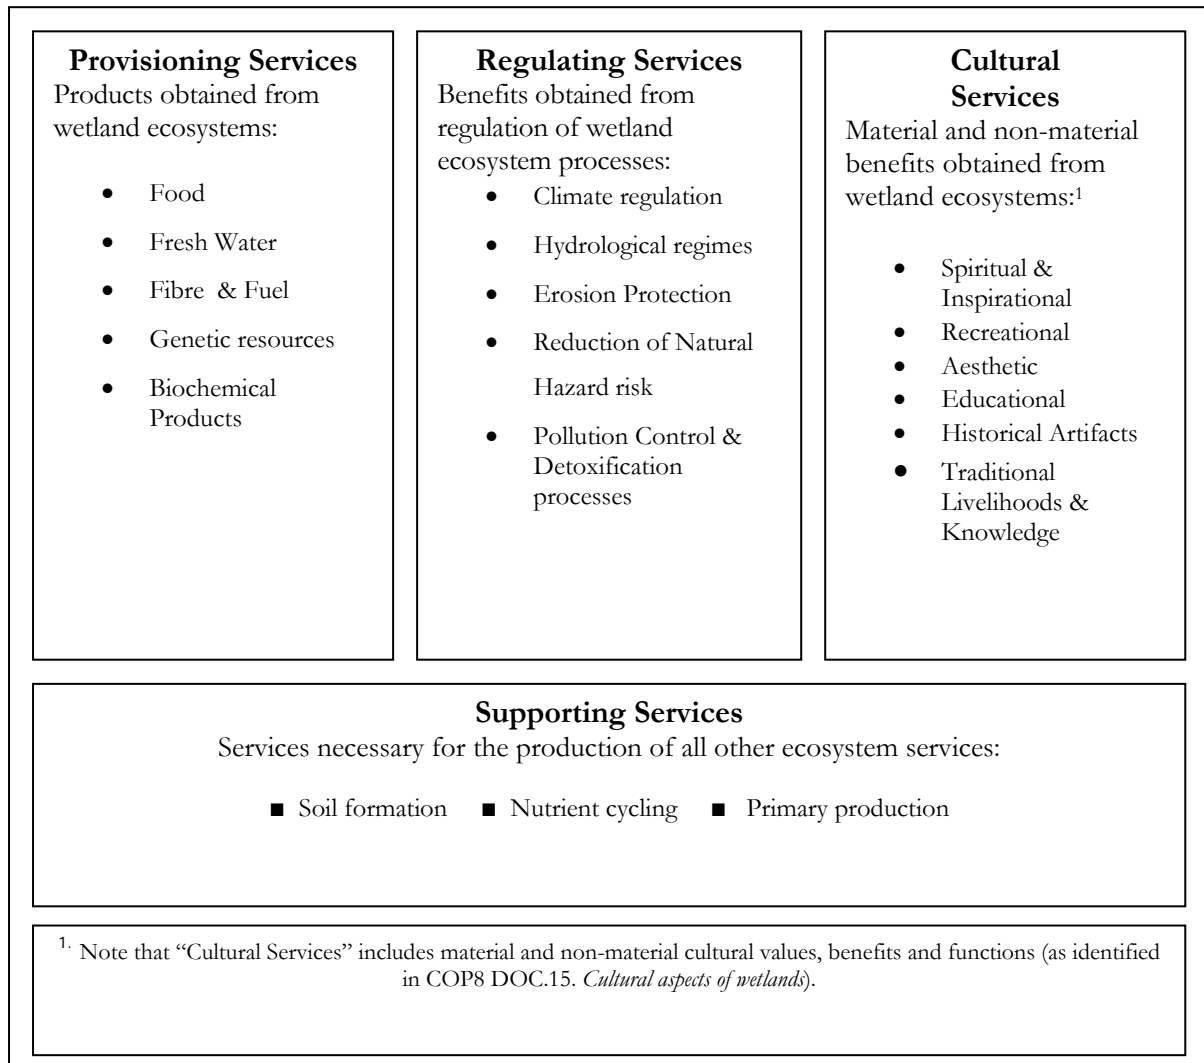 Provisioning Services
Products obtained from
wetland ecosystems:
• Food
• Fresh Water
• Fibre & Fuel
• Genetic resources
• Biochemical
Products
Regulating Services
Benefits obtained from
regulation of wetland
ecosystem processes:
• Climate regulation
• Hydrological regimes
• Erosion Protection
• Reduction of Natural
Hazard risk
• Pollution Control &
Detoxification
processes
Cultural
Services
Material and non-material
benefits obtained from
wetland ecosystems:1
• Spiritual &
Inspirational
• Recreational
• Aesthetic
• Educational
• Historical Artifacts
• Traditional
Livelihoods &
Knowledge
Supporting Services
Services necessary for the production of all other ecosystem services:
■ Soil formation ■ Nutrient cycling ■ Primary production
1. Note that “Cultural Services” includes material and non-material cultural values, benefits and functions (as identified
in COP8 DOC.15. Cultural aspects of wetlands).